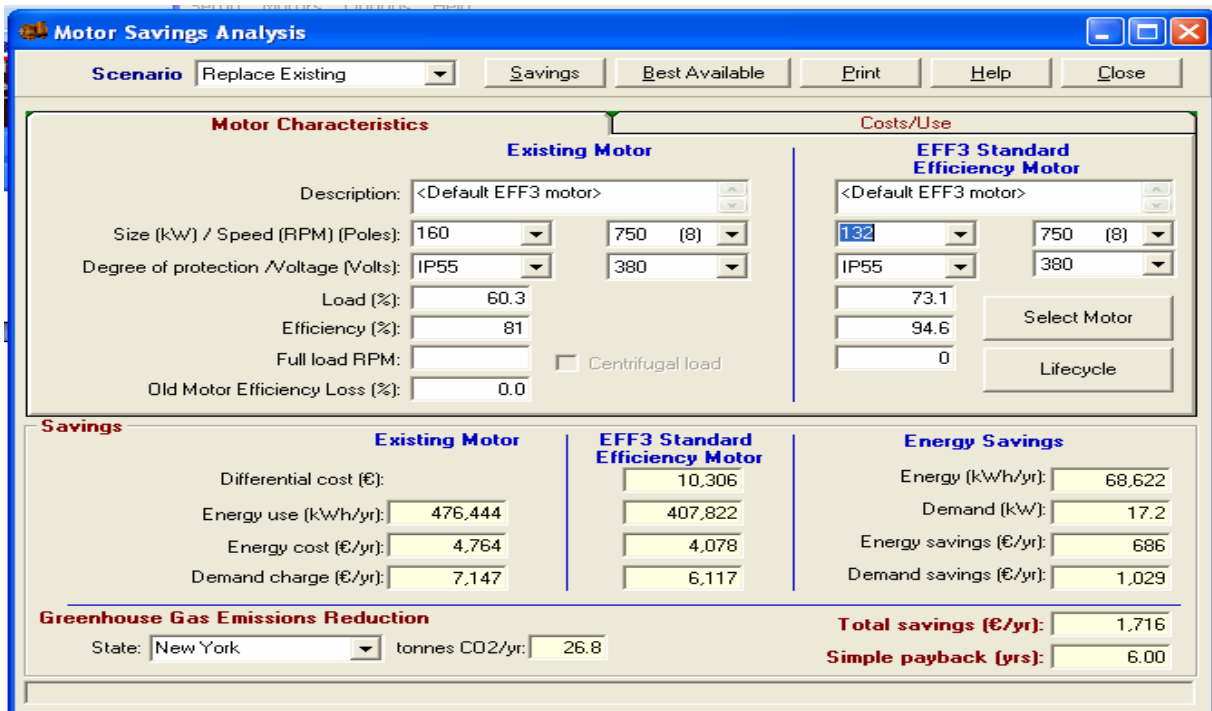 Setup Motors Options Help
Motor Savings Analysis
Scenario Replace Existing Savings Best Available Print Help Close
Motor Characteristics Costs/Use
Existing Motor EFF3 Standard
Efficiency Motor
Description: <Default EFF3 motor> <Default EFF3 motor>
Size (kW) / Speed (RPM) (Poles): 160 750 (8) 132 750 (8)
Degree of protection /Voltage (Volts): IP55 380 IP55 380
Load (%): 60.3 73.1
Select Motor
Efficiency (%): 81 94.6
Full load RPM: Centrifugal load 0
Lifecycle
Old Motor Efficiency Loss (%): 0.0
Savings
Existing Motor EFF3 Standard Energy Savings
Efficiency Motor
Differential cost (€): 10,306 Energy (kWh/yr): 68,622
Energy use (kWh/yr): 476,444 407,822 Demand (kW): 17.2
Energy cost (€/yr): 4,764 4,078 Energy savings (€/yr): 686
Demand charge (€/yr): 7,147 6,117 Demand savings (€/yr): 1,029
Greenhouse Gas Emissions Reduction Total savings (€/yr): 1,716
State: New York tonnes CO2/yr: 26.8 Simple payback (yrs): 6.00